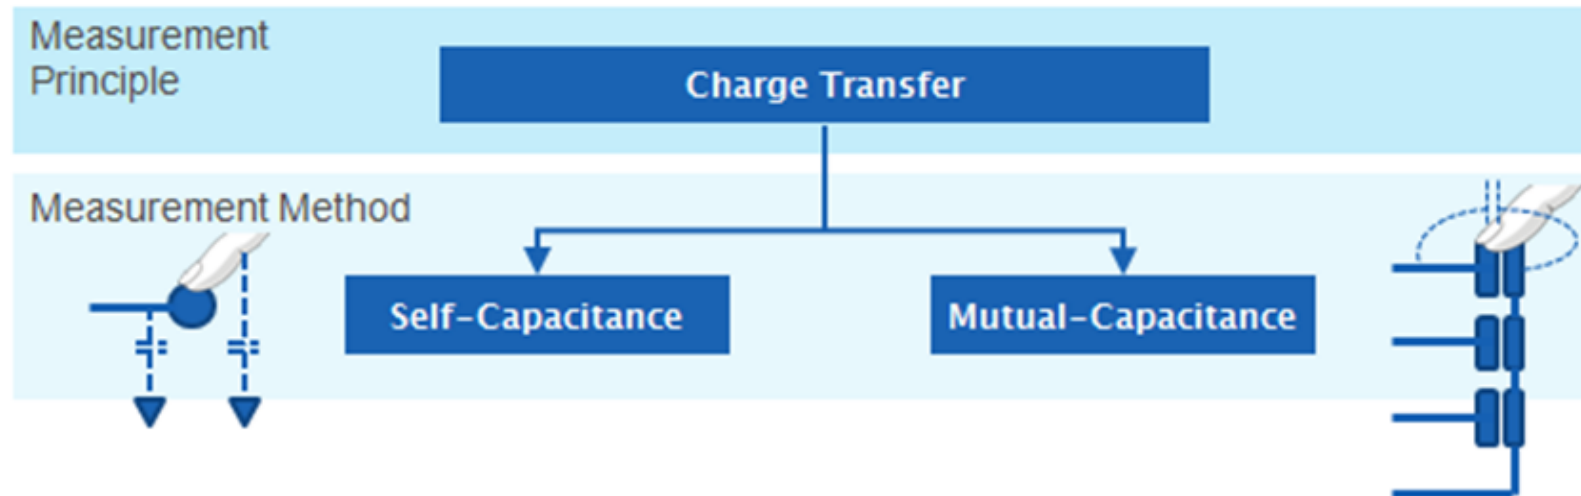 Measurement
Principle
Charge Transfer
Measurement Method
Self-Capacitance
Mutual-Capacitance